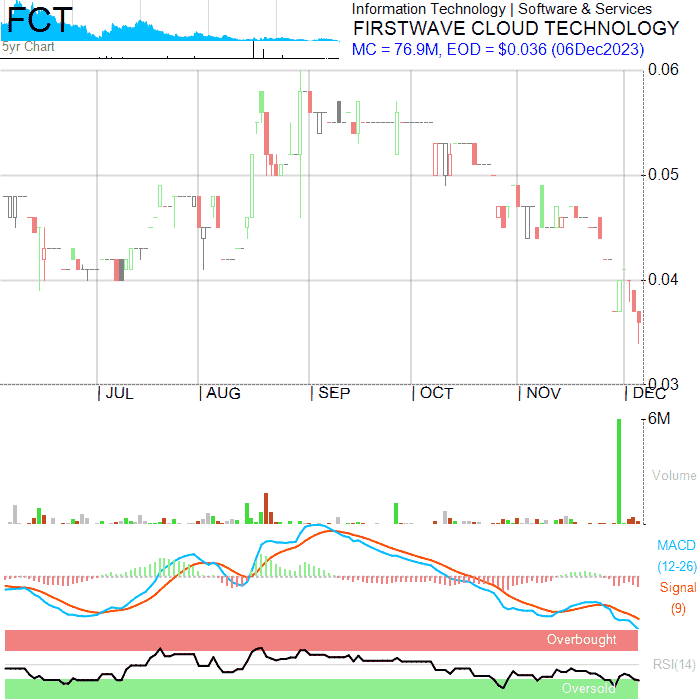 FCT
5yr Chart
Information Technology | Software & Services
FIRSTWAVE CLOUD TECHNOLOGY
MC = 76.9M, EOD = $0.036 (06Dec2023)
0.06
0.05
0.04
0.03
| JUL | AUG | SEP | OCT | NOV | DEC
6M
Volume
MACD
(12-26)
Signal
(9)
Overbought
RSI(14)
Oversold